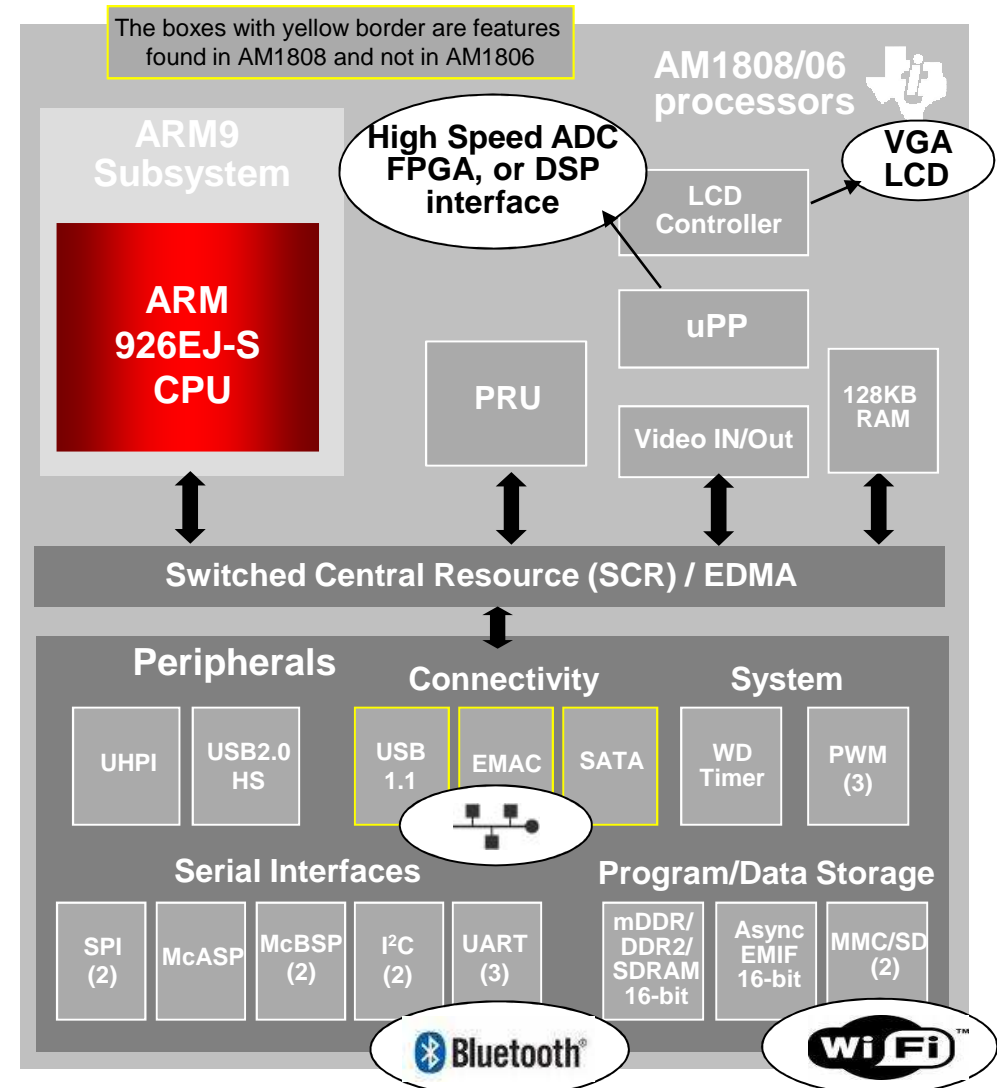 The boxes with yellow border are features
found in AM1808 and not in AM1806
AM1808/06
processors
ARM9
Subsystem
ARM
926EJ-S
CPU
High Speed ADC
FPGA, or DSP
interface
VGA
LCD
LCD
Controller
uPP
PRU
Video IN/Out
128KB
RAM
Switched Central Resource (SCR) / EDMA
Peripherals
Connectivity
System
UHPI
USB2.0
HS
USB
1.1
EMAC
SATA
WD
Timer
PWM
(3)
Serial Interfaces
Program/Data Storage
SPI
(2)
McASP
McBSP
(2)
I²C
(2)
UART
(3)
mDDR/
DDR2/
SDRAM
16-bit
Async
EMIF
16-bit
MMC/SD
(2)
Bluetooth®
Wi Fi™